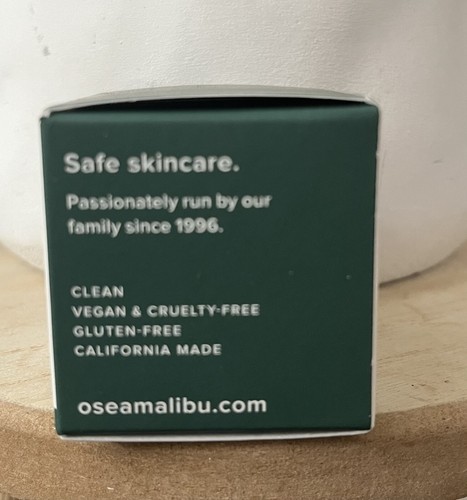 Safe skincare.
Passionately run by our
family since 1996.
CLEAN
VEGAN & CRUELTY-FREE
GLUTEN-FREE
CALIFORNIA MADE
oseamalibu.com